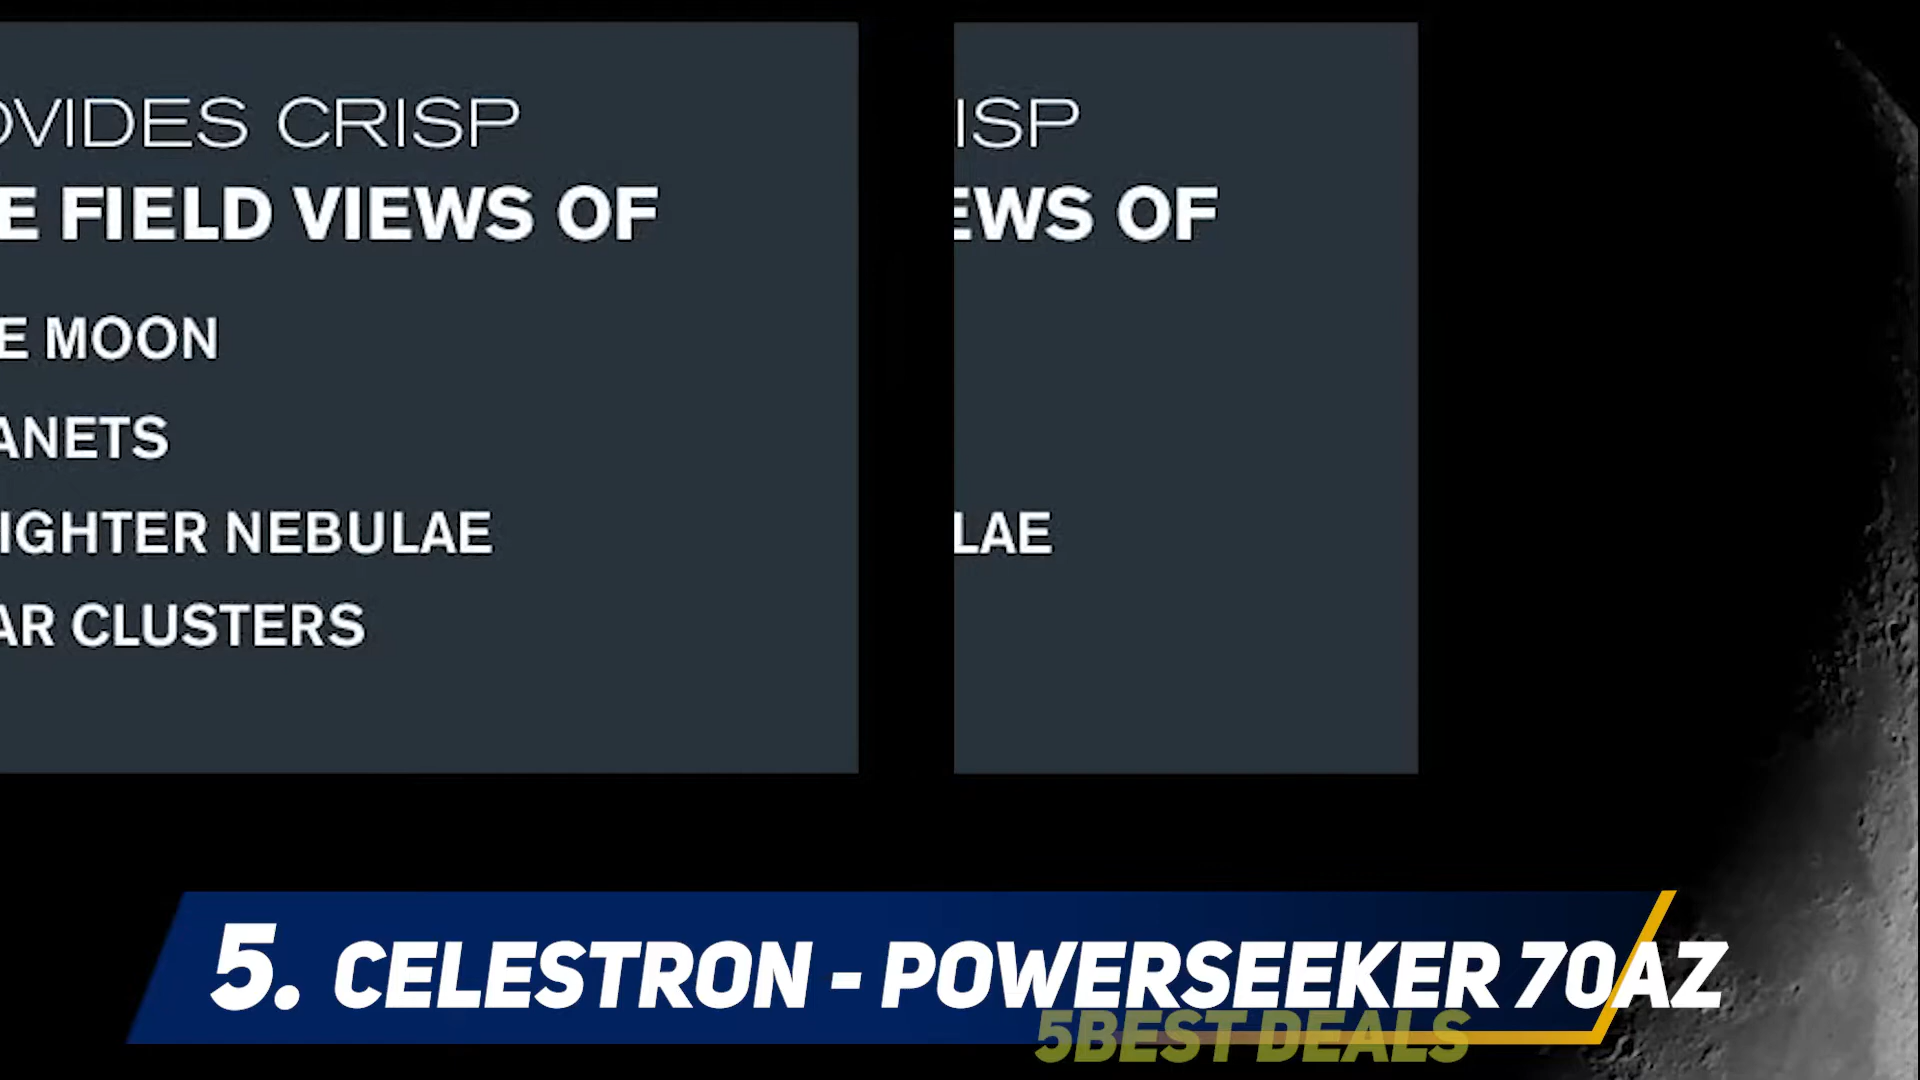 OVIDES CRISP
E FIELD VIEWS OF
E MOON
ANETS
IGHTER NEBULAE
AR CLUSTERS
ISP
EWS OF
LAE
5. CELESTRON - POWERSEEKER 70AZ
5BEST DEALS